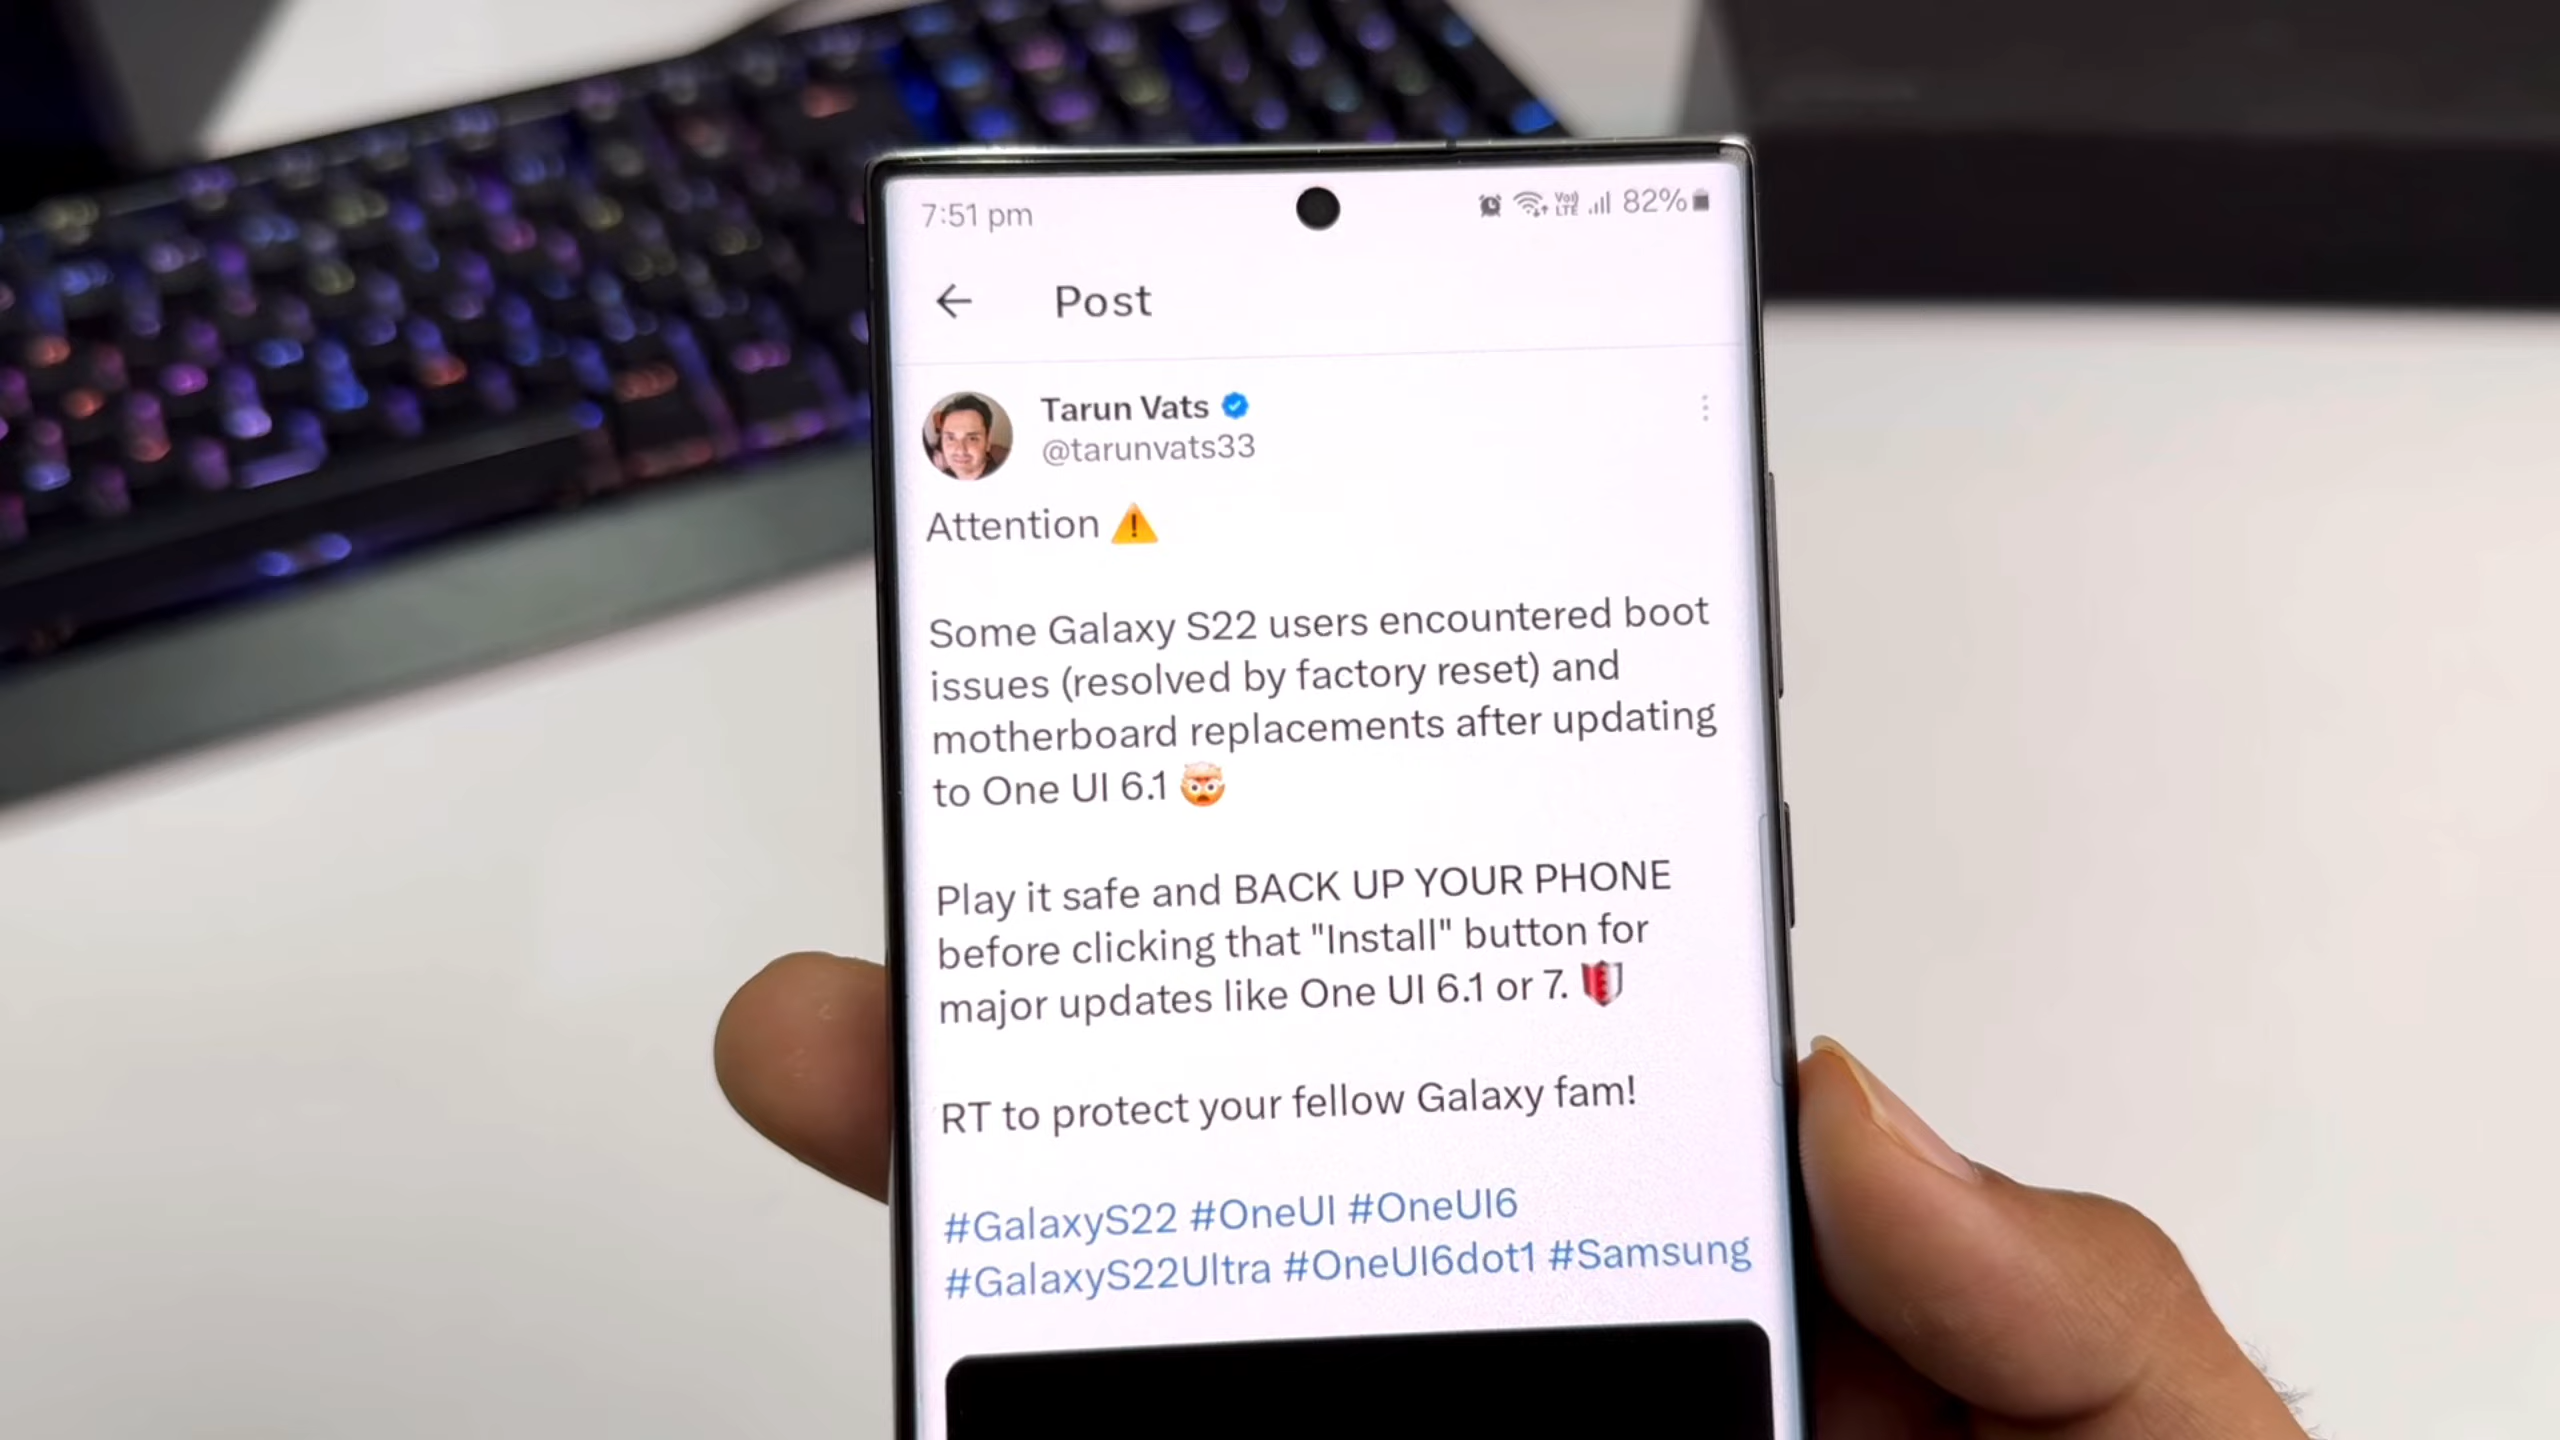 7:51 pm
Vo)) LTE 82%
Post
Tarun Vats
@tarunvats33
Attention ⚠️
Some Galaxy S22 users encountered boot
issues (resolved by factory reset) and
motherboard replacements after updating
to One UI 6.1 🤯
Play it safe and BACK UP YOUR PHONE
before clicking that "Install" button for
major updates like One UI 6.1 or 7. 🛡️
RT to protect your fellow Galaxy fam!
#GalaxyS22 #OneUI #OneUI6
#GalaxyS22Ultra #OneUI6dot1 #Samsung